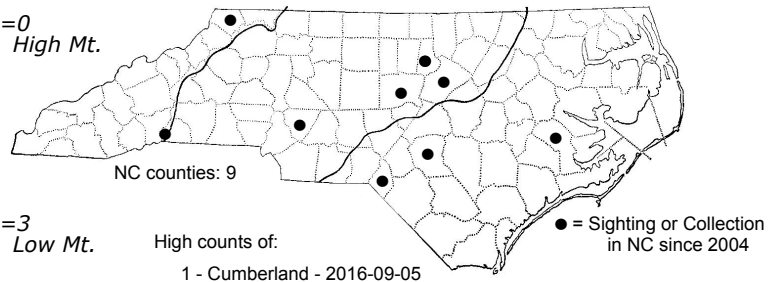 =0
High Mt.
NC counties: 9
=3
Low Mt.
High counts of:
1 - Cumberland - 2016-09-05
= Sighting or Collection
in NC since 2004